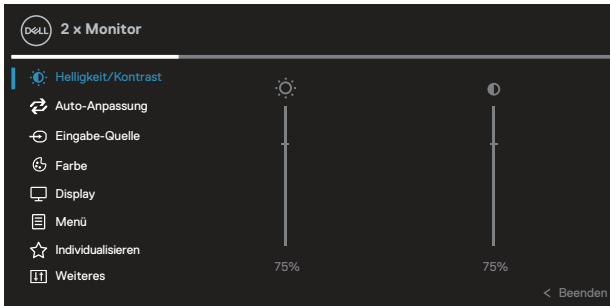 DELL 2 x Monitor
Helligkeit/Kontrast
Auto-Anpassung
Eingabe-Quelle
Farbe
Display
Menü
Individualisieren
Weiteres
75% 75%
< Beenden